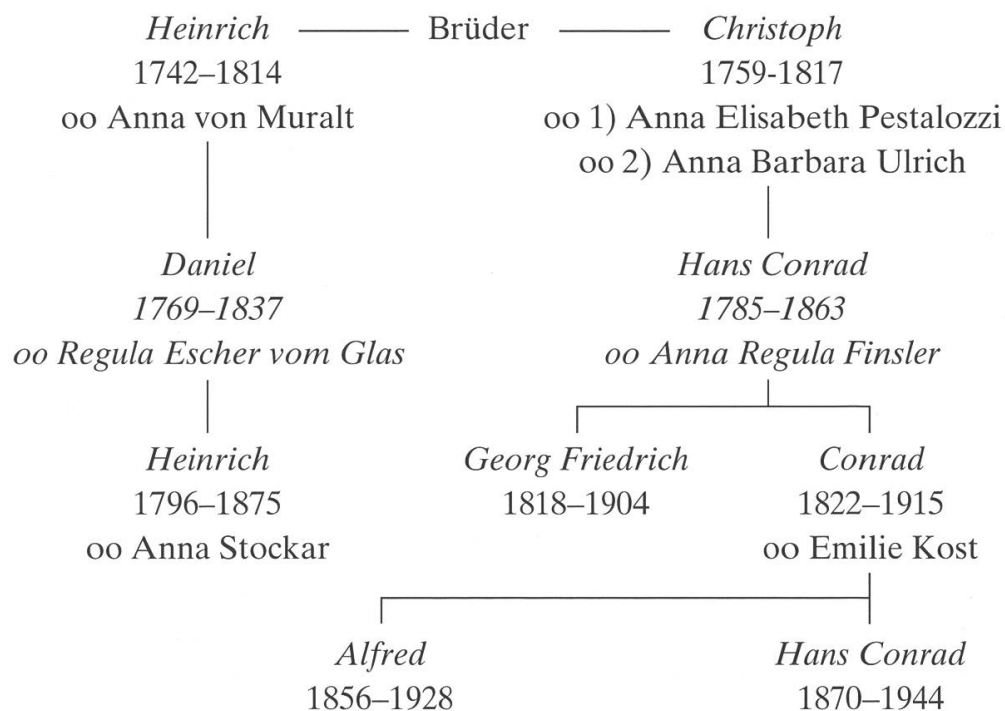 Heinrich — Brüder — Christoph
1742–1814 1759-1817
oo Anna von Muralt oo 1) Anna Elisabeth Pestalozzi
oo 2) Anna Barbara Ulrich
Daniel Hans Conrad
1769–1837 1785–1863
oo Regula Escher vom Glas oo Anna Regula Finsler
Heinrich Georg Friedrich Conrad
1796–1875 1818–1904 1822–1915
oo Anna Stockar oo Emilie Kost
Alfred Hans Conrad
1856–1928 1870–1944